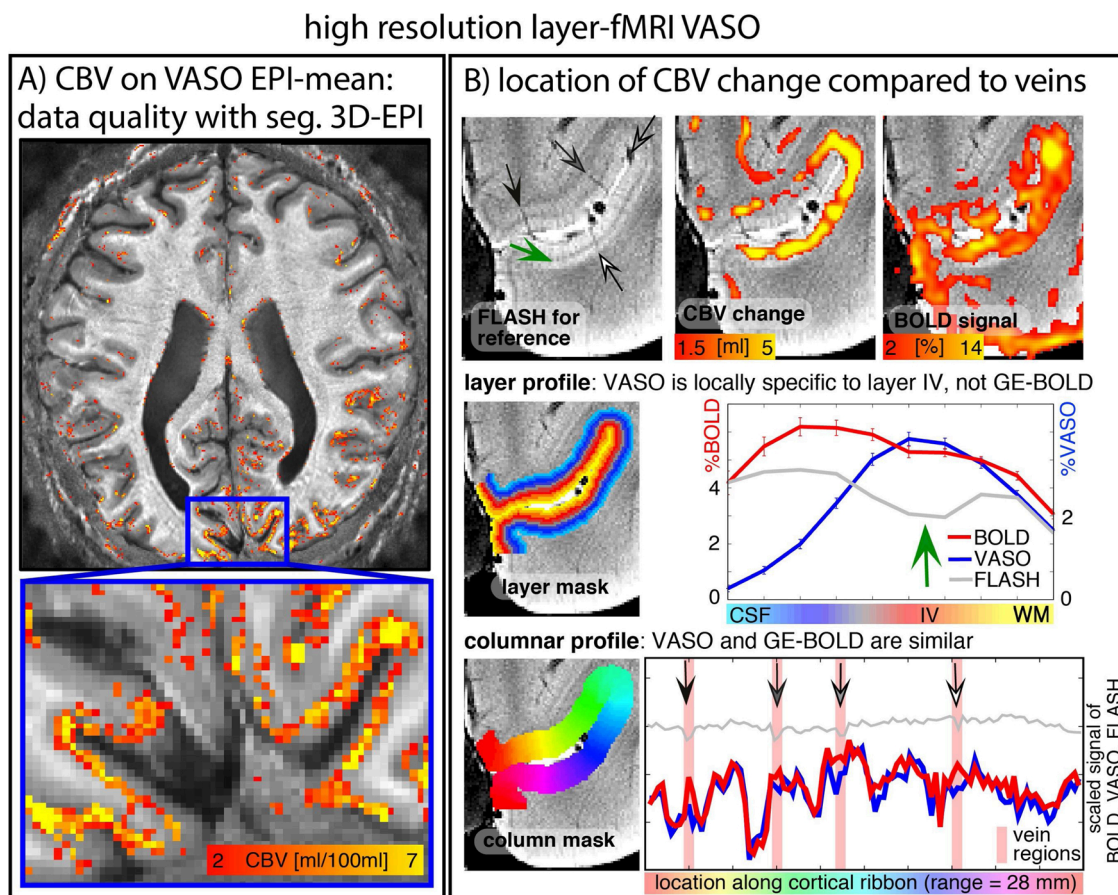 high resolution layer-fMRI VASO
A) CBV on VASO EPI-mean:
data quality with seg. 3D-EPI
2 CBV [ml/100ml] 7
B) location of CBV change compared to veins
FLASH for
reference
CBV change
1.5 [ml] 5
BOLD signal
2 [%] 14
layer profile: VASO is locally specific to layer IV, not GE-BOLD
layer mask
%BOLD
4
2
0
%VASO
2
0
BOLD
VASO
FLASH
CSF IV WM
columnar profile: VASO and GE-BOLD are similar
column mask
scaled signal of
BOLD, VASO, FLASH
vein
regions
location along cortical ribbon (range = 28 mm)